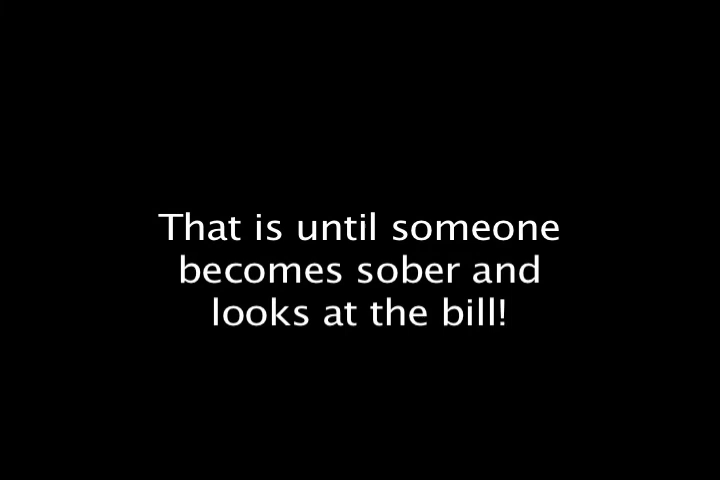 That is until someone
becomes sober and
looks at the bill!